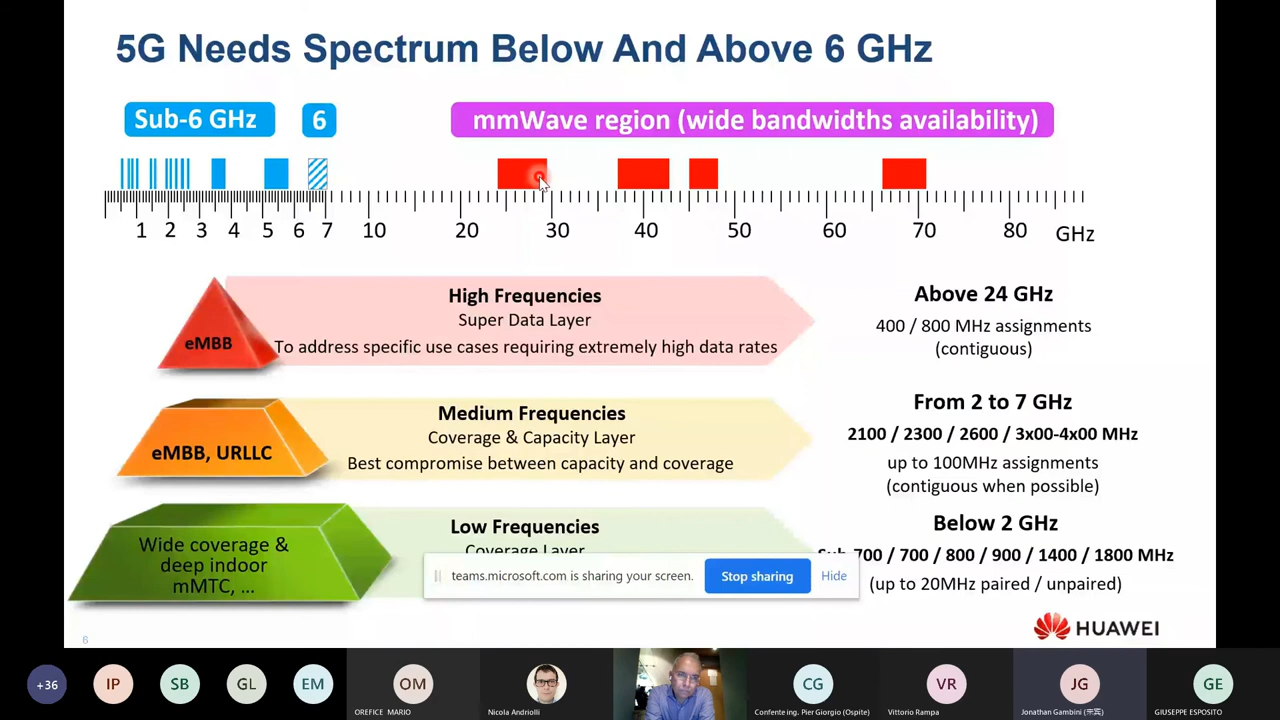 5G Needs Spectrum Below And Above 6 GHz
Sub-6 GHz
6
mmWave region (wide bandwidths availability)
1 2 3 4 5 6 7 10 20 30 40 50 60 70 80 GHz
High Frequencies
Super Data Layer
eMBB
To address specific use cases requiring extremely high data rates
Above 24 GHz
400 / 800 MHz assignments
(contiguous)
Medium Frequencies
Coverage & Capacity Layer
eMBB, URLLC
Best compromise between capacity and coverage
From 2 to 7 GHz
2100 / 2300 / 2600 / 3x00-4x00 MHz
up to 100MHz assignments
(contiguous when possible)
Low Frequencies
Coverage Layer
Wide coverage &
deep indoor
mMTC, ...
Below 2 GHz
Sub-700 / 700 / 800 / 900 / 1400 / 1800 MHz
(up to 20MHz paired / unpaired)
teams.microsoft.com is sharing your screen.
Stop sharing
Hide
6
HUAWEI
+36
IP
SB
GL
EM
OM
OREFICE MARIO
Nicola Andriolli
CG
Confente ing. Pier Giorgio (Ospite)
VR
Vittorio Rampa
JG
Jonathan Gambini
GE
GIUSEPPE ESPOSITO